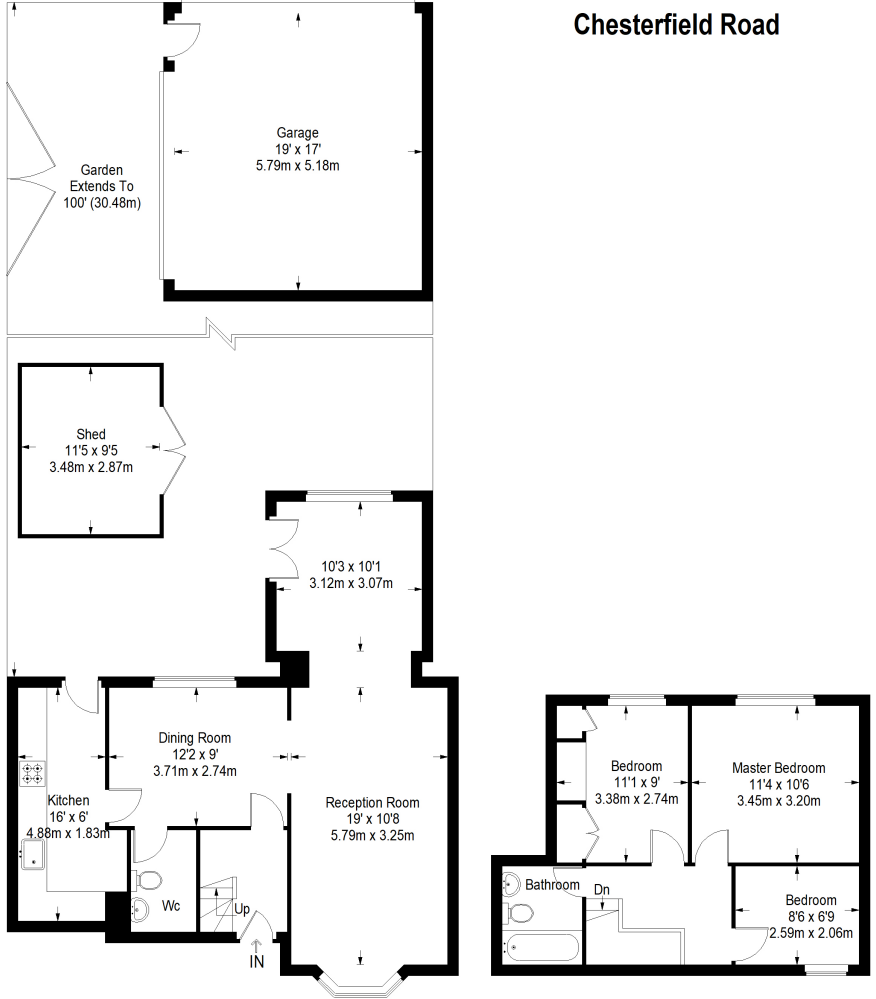 Chesterfield Road
Garage
19' x 17'
5.79m x 5.18m
Garden
Extends To
100' (30.48m)
Shed
11'5 x 9'5
3.48m x 2.87m
10'3 x 10'1
3.12m x 3.07m
Dining Room
12'2 x 9'
3.71m x 2.74m
Kitchen
16' x 6'
4.88m x 1.83m
Reception Room
19' x 10'8
5.79m x 3.25m
Wc
Up
IN
Bedroom
11'1 x 9'
3.38m x 2.74m
Master Bedroom
11'4 x 10'6
3.45m x 3.20m
Bathroom
Dn
Bedroom
8'6 x 6'9
2.59m x 2.06m